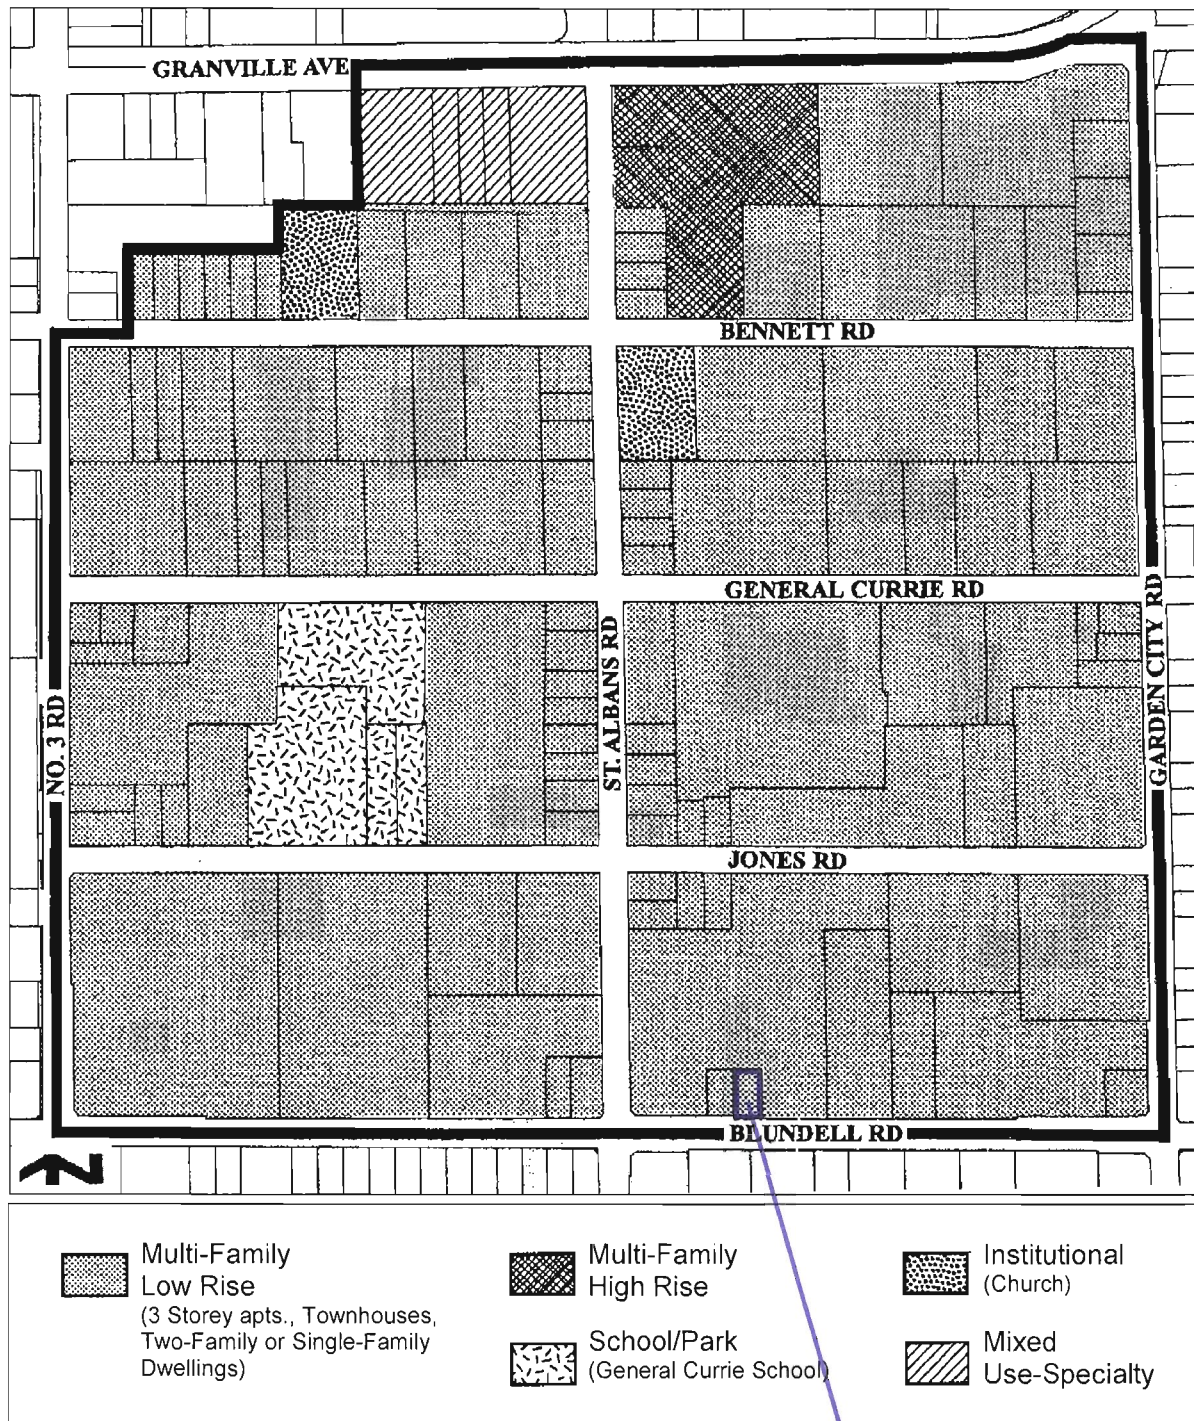 GRANVILLE AVE
BENNETT RD
GENERAL CURRIE RD
ST. ALBANS RD
NO. 3 RD
GARDEN CITY RD
JONES RD
BLUNDELL RD
N
Multi-Family
Low Rise
(3 Storey apts., Townhouses,
Two-Family or Single-Family
Dwellings)
Multi-Family
High Rise
School/Park
(General Currie School)
Institutional
(Church)
Mixed
Use-Specialty